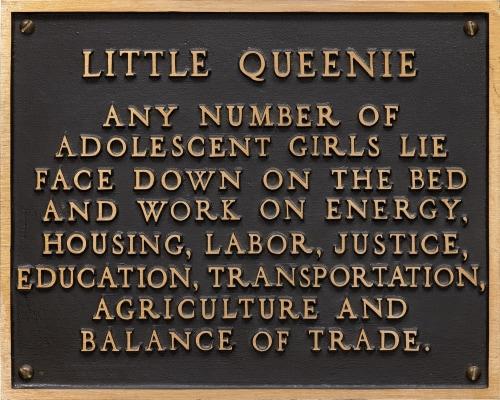 LITTLE QUEENIE
ANY NUMBER OF
ADOLESCENT GIRLS LIE
FACE DOWN ON THE BED
AND WORK ON ENERGY,
HOUSING, LABOR, JUSTICE,
EDUCATION, TRANSPORTATION,
AGRICULTURE AND
BALANCE OF TRADE.